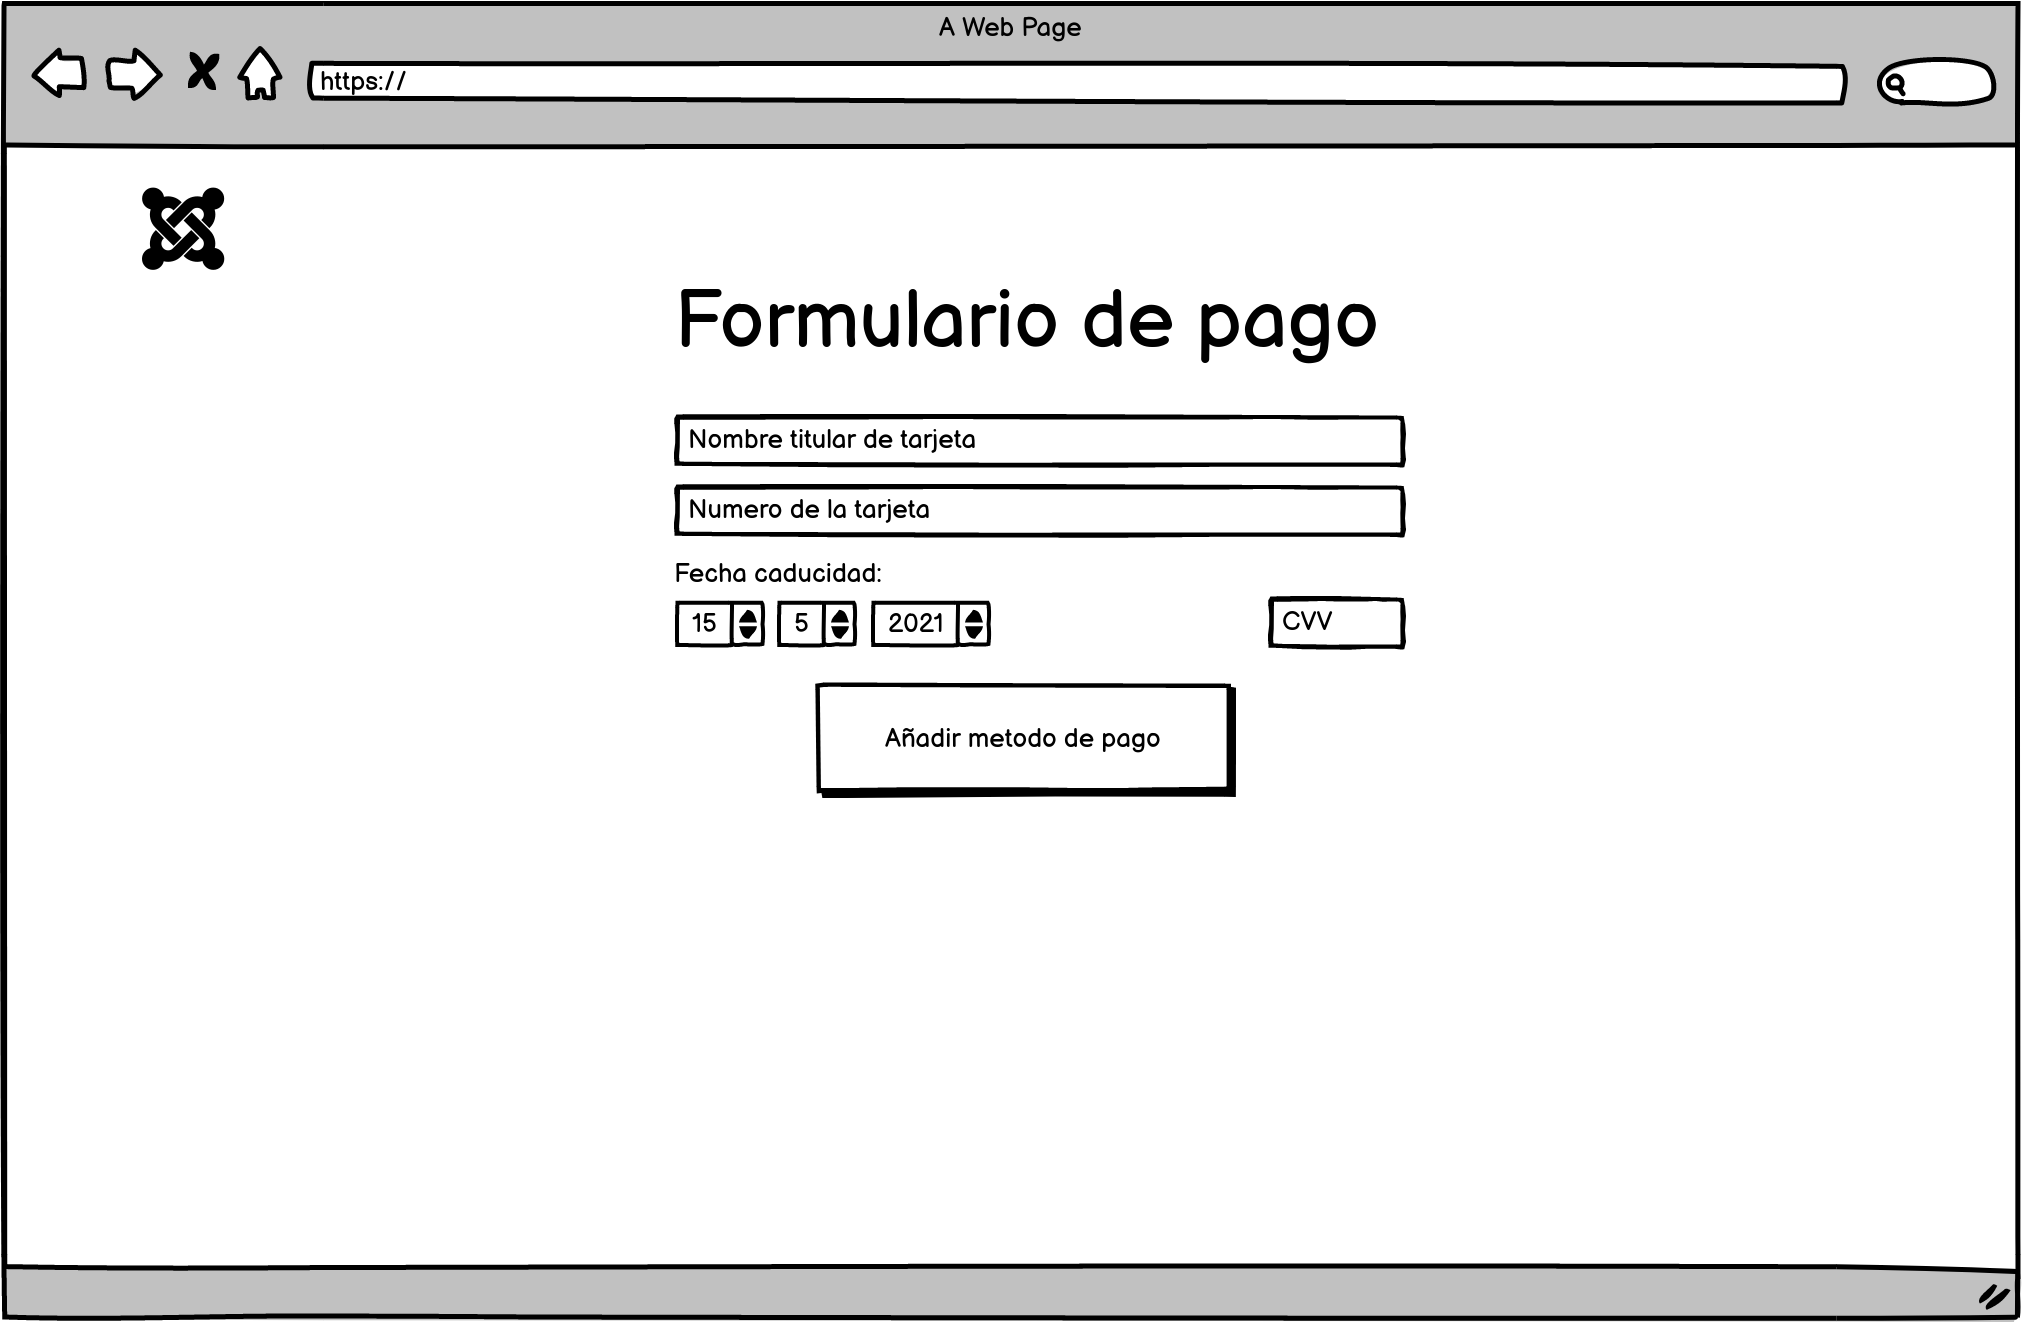 A Web Page
https://
Formulario de pago
Nombre titular de tarjeta
Numero de la tarjeta
Fecha caducidad:
15 5 2021 CVV
Añadir metodo de pago